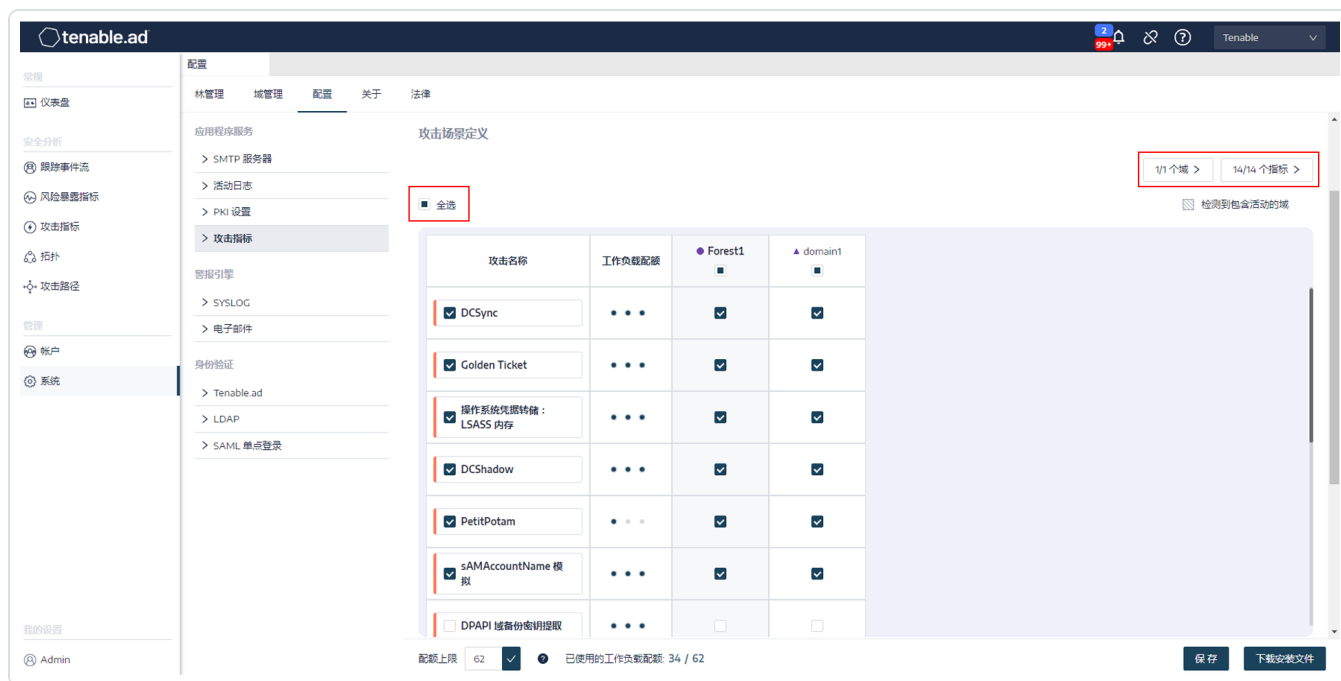 tenable.ad
2
99+
Tenable
常规
仪表盘
安全分析
跟踪事件流
风险暴露指标
攻击指标
拓扑
攻击路径
管理
帐户
系统
我的设置
Admin
配置
林管理 域管理 配置 关于 法律
应用程序服务
SMTP 服务器
活动日志
PKI 设置
攻击指标
警报引擎
SYSLOG
电子邮件
身份验证
Tenable.ad
LDAP
SAML 单点登录
攻击场景定义
1/1 个域 > 14/14 个指标 >
全选
检测到包含活动的域
攻击名称 工作负载配额 Forest1 domain1
DCSync
Golden Ticket
操作系统凭据转储：
LSASS 内存
DCShadow
PetitPotam
sAMAccountName 模
拟
DPAPI 域备份密钥提取
配额上限 62 已使用的工作负载配额: 34 / 62
保存 下载安装文件